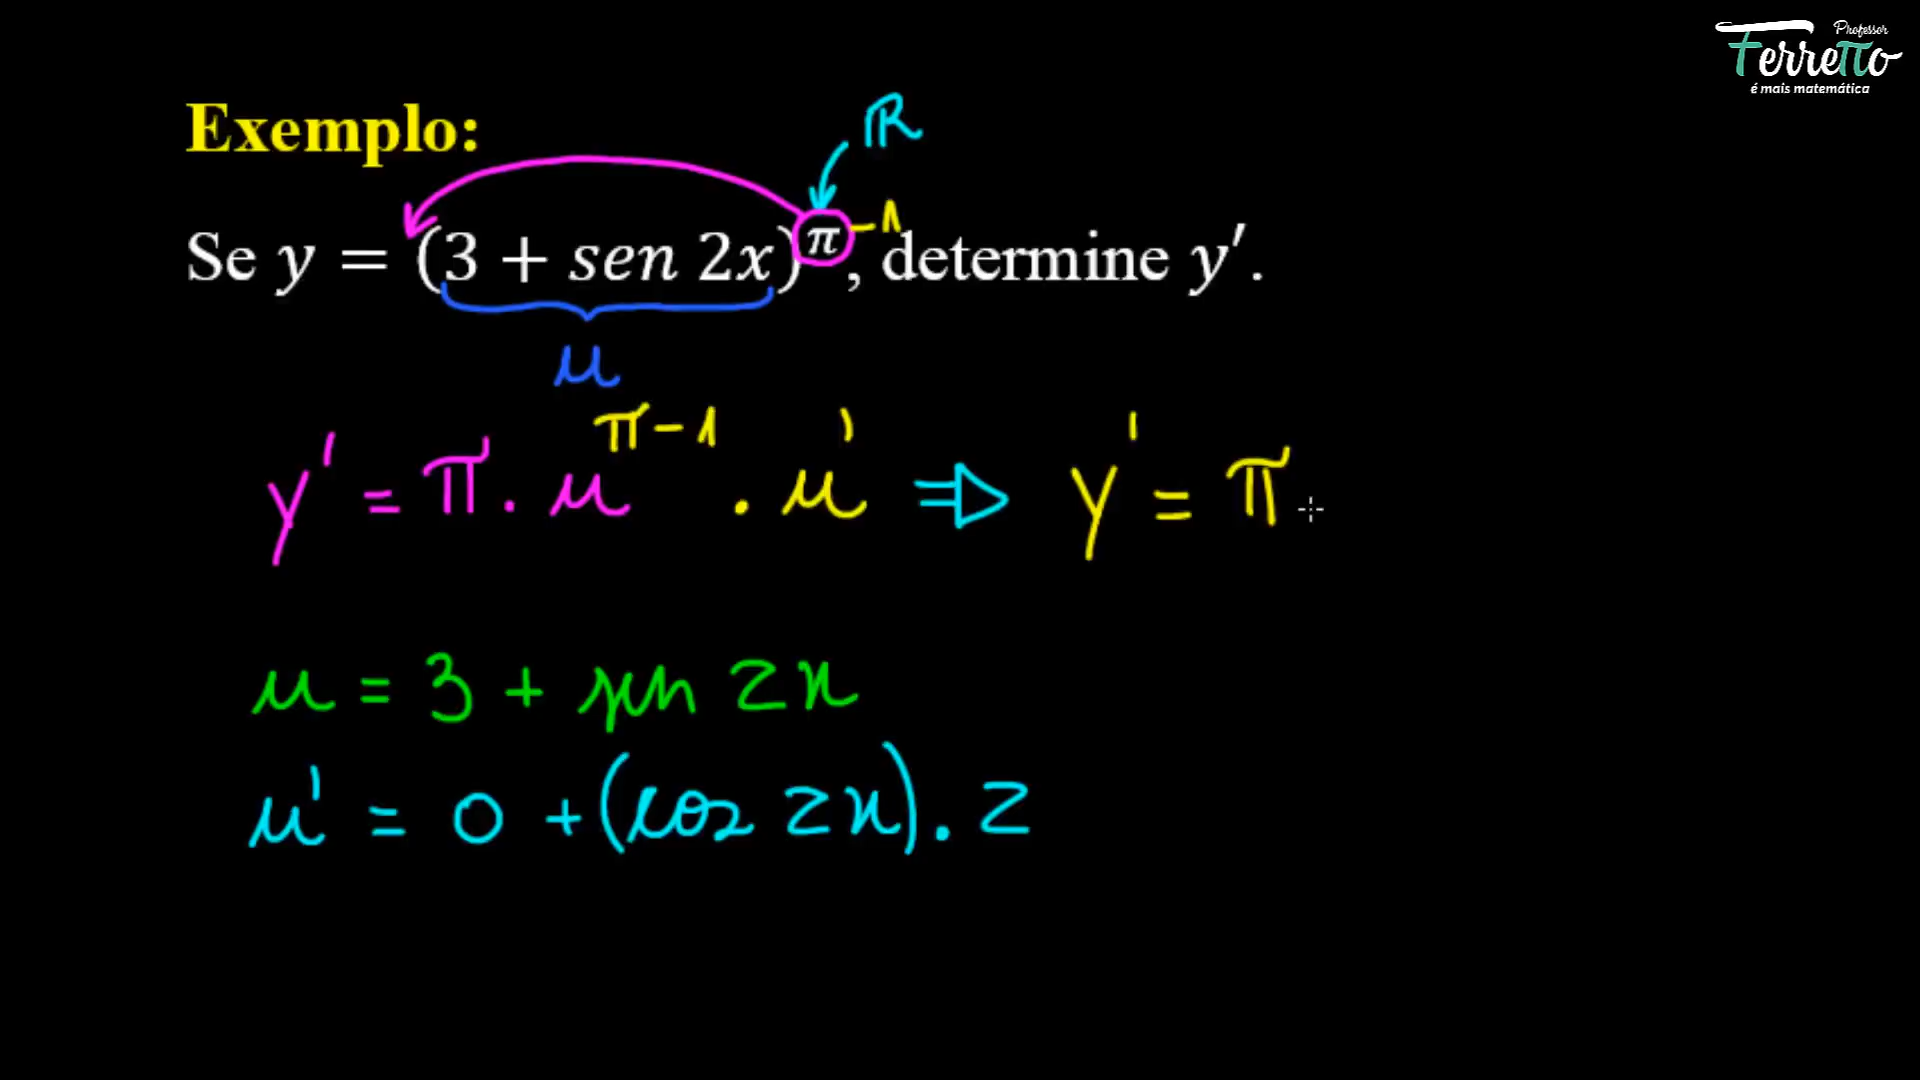 Professor
Ferretto
é mais matemática
Exemplo:
ℝ
Se y = (3 + sen 2x)^π, determine y′.
-1
u
y' = π . u^(π-1) . u' ⇒ y' = π
u = 3 + sen 2x
u' = 0 + (cos 2x) . 2